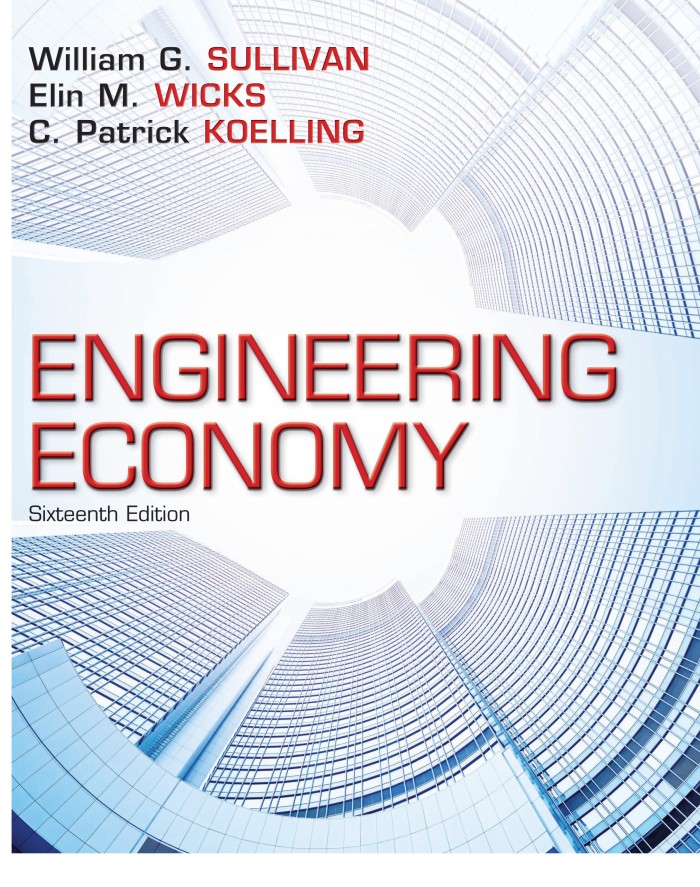 William G. SULLIVAN
Elin M. WICKS
C. Patrick KOELLING
ENGINEERING
ECONOMY
Sixteenth Edition